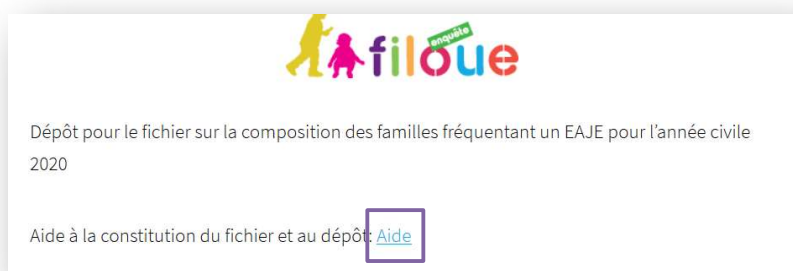 enquête
filoue
Dépôt pour le fichier sur la composition des familles fréquentant un EAJE pour l’année civile
2020
Aide à la constitution du fichier et au dépôt: Aide